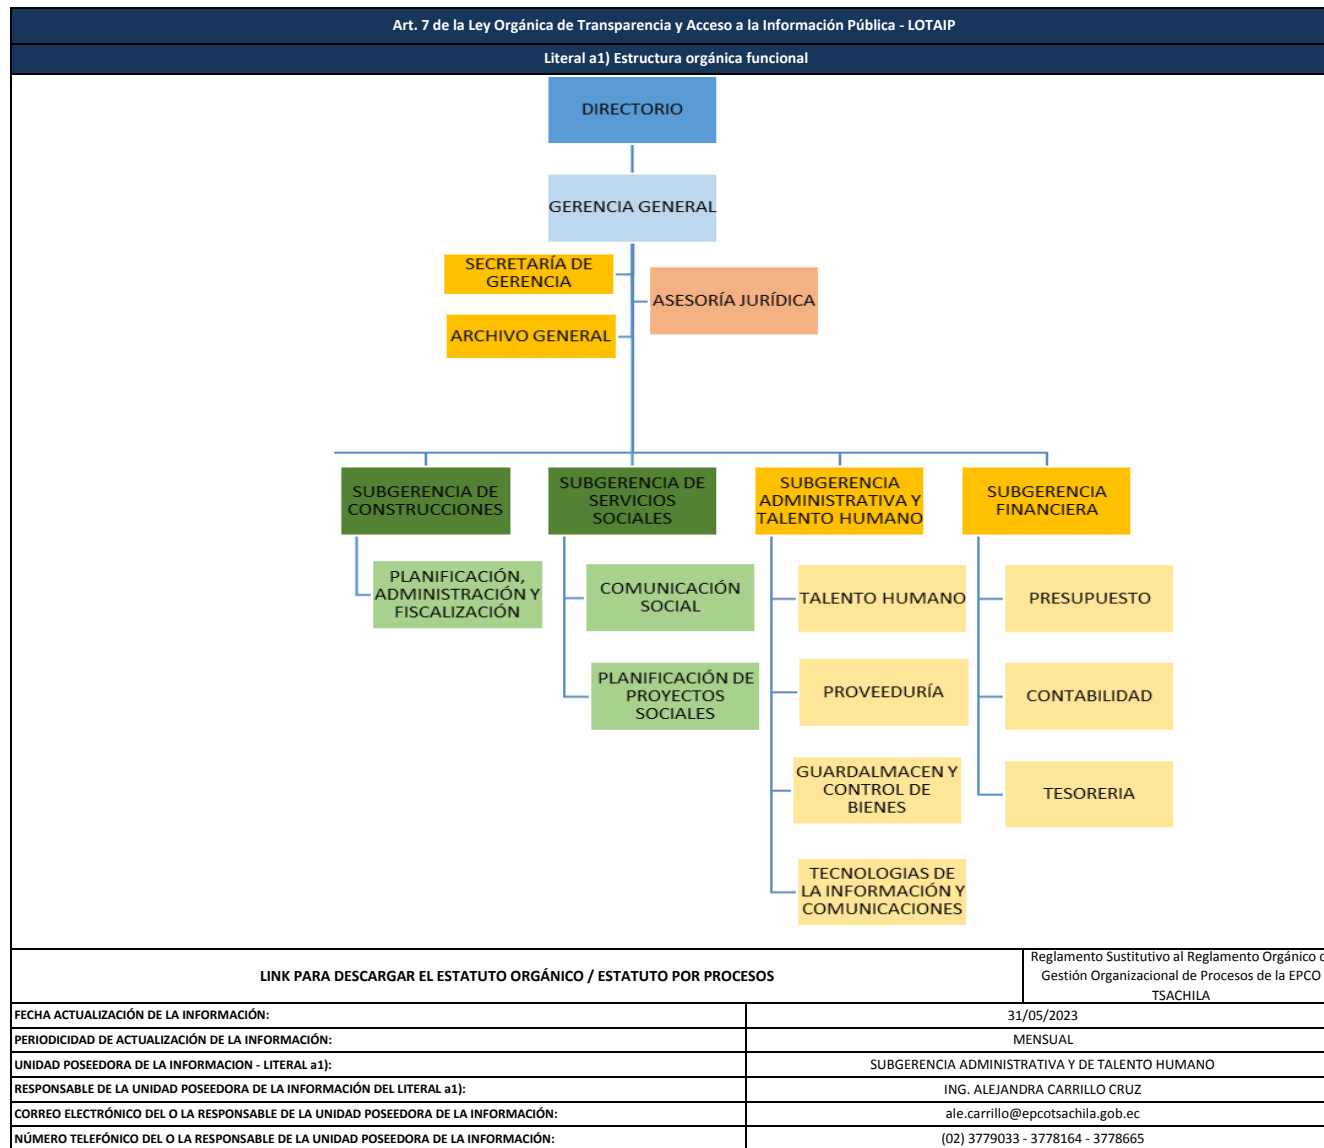 Art. 7 de la Ley Orgánica de Transparencia y Acceso a la Información Pública - LOTAIP
Literal a1) Estructura orgánica funcional
DIRECTORIO
GERENCIA GENERAL
SECRETARÍA DE
GERENCIA
ASESORÍA JURÍDICA
ARCHIVO GENERAL
SUBGERENCIA DE
CONSTRUCCIONES
SUBGERENCIA DE
SERVICIOS
SOCIALES
SUBGERENCIA
ADMINISTRATIVA Y
TALENTO HUMANO
SUBGERENCIA
FINANCIERA
PLANIFICACIÓN,
ADMINISTRACIÓN Y
FISCALIZACIÓN
COMUNICACIÓN
SOCIAL
TALENTO HUMANO
PRESUPUESTO
PLANIFICACIÓN DE
PROYECTOS
SOCIALES
PROVEEDURÍA
CONTABILIDAD
GUARDALMACEN Y
CONTROL DE
BIENES
TESORERIA
TECNOLOGIAS DE
LA INFORMACIÓN Y
COMUNICACIONES
LINK PARA DESCARGAR EL ESTATUTO ORGÁNICO / ESTATUTO POR PROCESOS
Reglamento Sustitutivo al Reglamento Orgánico
Gestión Organizacional de Procesos de la EPCO
TSACHILA
FECHA ACTUALIZACIÓN DE LA INFORMACIÓN:
31/05/2023
PERIODICIDAD DE ACTUALIZACIÓN DE LA INFORMACIÓN:
MENSUAL
UNIDAD POSEEDORA DE LA INFORMACION - LITERAL a1):
SUBGERENCIA ADMINISTRATIVA Y DE TALENTO HUMANO
RESPONSABLE DE LA UNIDAD POSEEDORA DE LA INFORMACIÓN DEL LITERAL a1):
ING. ALEJANDRA CARRILLO CRUZ
CORREO ELECTRÓNICO DEL O LA RESPONSABLE DE LA UNIDAD POSEEDORA DE LA INFORMACIÓN:
ale.carrillo@epcotsachila.gob.ec
NÚMERO TELEFÓNICO DEL O LA RESPONSABLE DE LA UNIDAD POSEEDORA DE LA INFORMACIÓN:
(02) 3779033 - 3778164 - 3778665